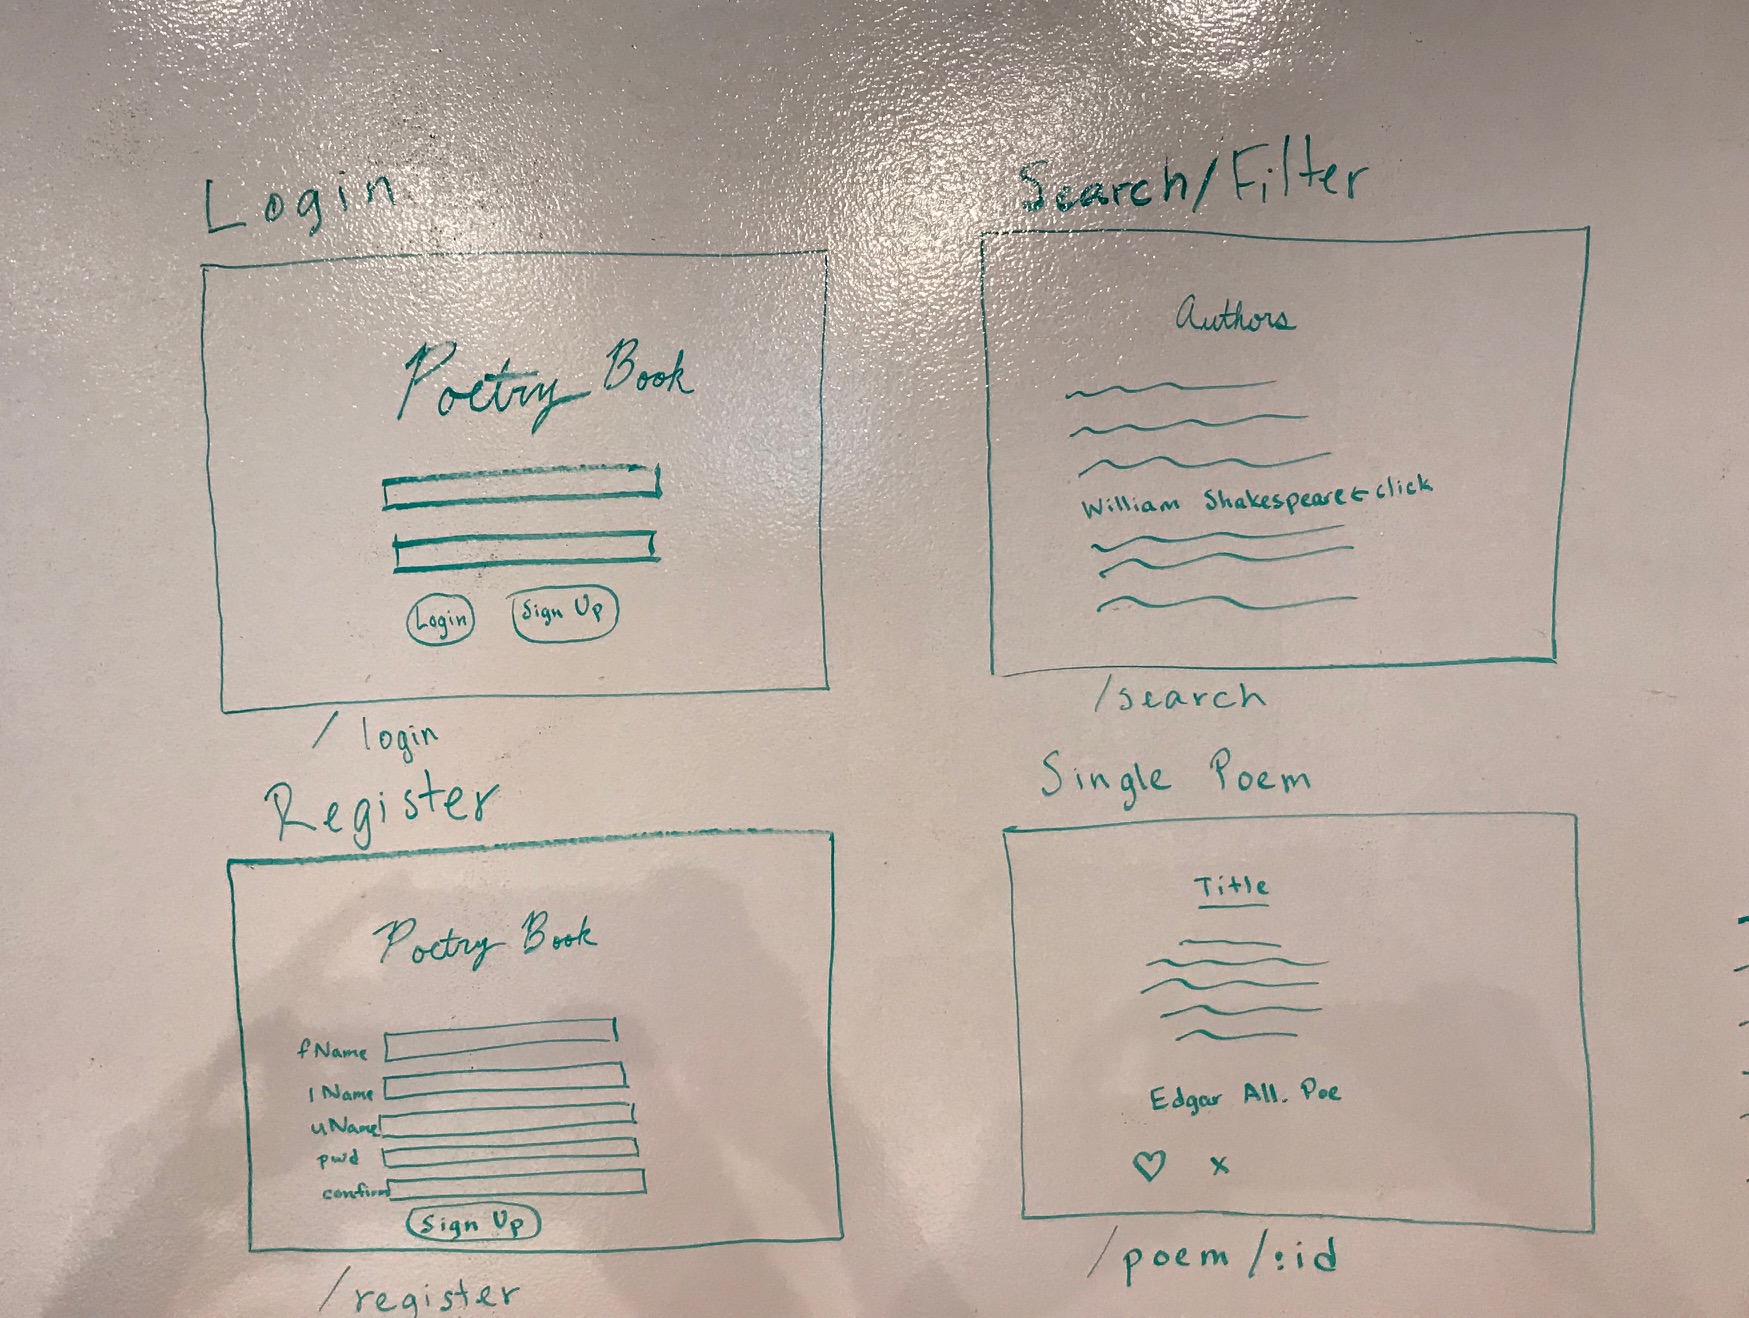 Login
Poetry Book
Login
Sign Up
/ login
Register
Poetry Book
fName
lName
uName
pwd
confirm
Sign Up
/register
Search/Filter
Authors
William Shakespeare ← click
/search
Single Poem
Title
Edgar All. Poe
x
/poem/:id